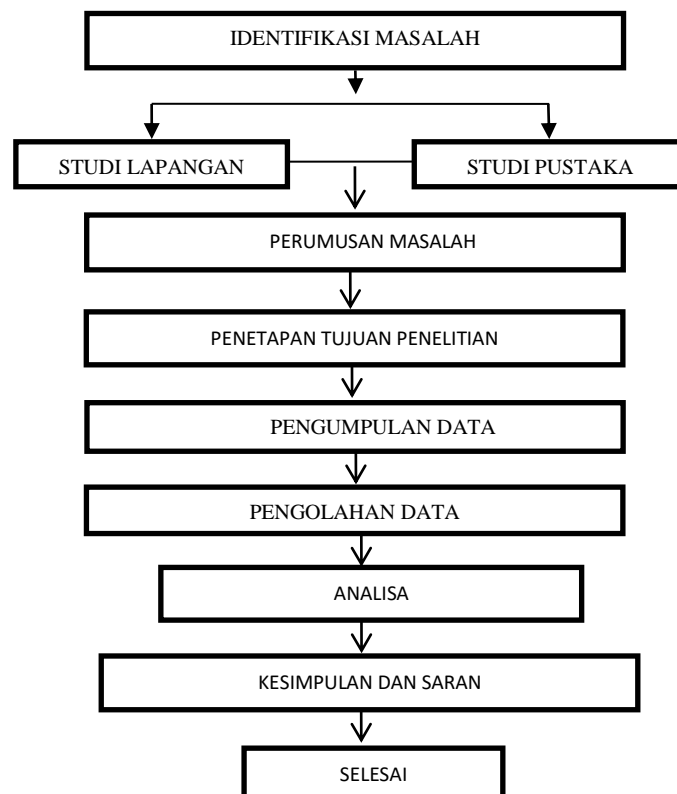 IDENTIFIKASI MASALAH
STUDI LAPANGAN
STUDI PUSTAKA
PERUMUSAN MASALAH
PENETAPAN TUJUAN PENELITIAN
PENGUMPULAN DATA
PENGOLAHAN DATA
ANALISA
KESIMPULAN DAN SARAN
SELESAI